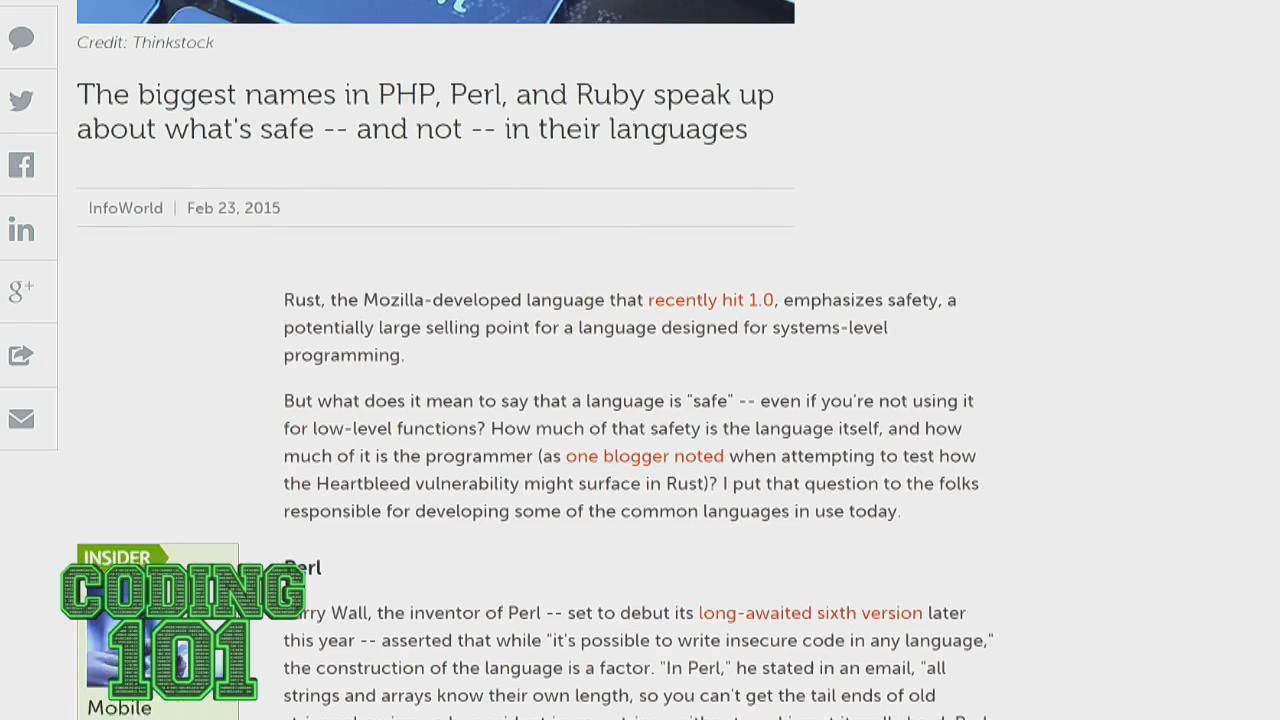 Credit: Thinkstock
The biggest names in PHP, Perl, and Ruby speak up
about what's safe -- and not -- in their languages
InfoWorld | Feb 23, 2015
in
g+
Rust, the Mozilla-developed language that recently hit 1.0, emphasizes safety, a
potentially large selling point for a language designed for systems-level
programming.
But what does it mean to say that a language is "safe" -- even if you're not using it
for low-level functions? How much of that safety is the language itself, and how
much of it is the programmer (as one blogger noted when attempting to test how
the Heartbleed vulnerability might surface in Rust)? I put that question to the folks
responsible for developing some of the common languages in use today.
INSIDER
CODING
101
Mobile
Perl
rry Wall, the inventor of Perl -- set to debut its long-awaited sixth version later
this year -- asserted that while "it's possible to write insecure code in any language,"
the construction of the language is a factor. "In Perl," he stated in an email, "all
strings and arrays know their own length, so you can't get the tail ends of old